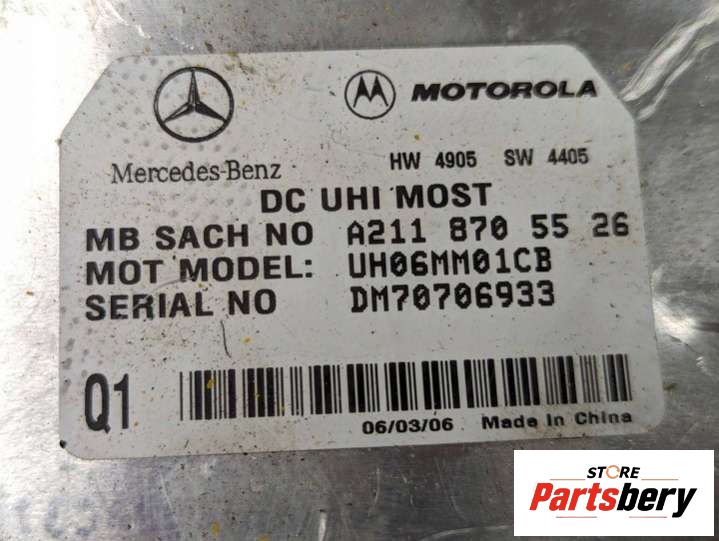 MOTOROLA
Mercedes-Benz
HW 4905 SW 4405
DC UHI MOST
MB SACH NO A211 870 55 26
MOT MODEL: UH06MM01CB
SERIAL NO DM70706933
Q1
06/03/06 Made In China
STORE
Partsbery